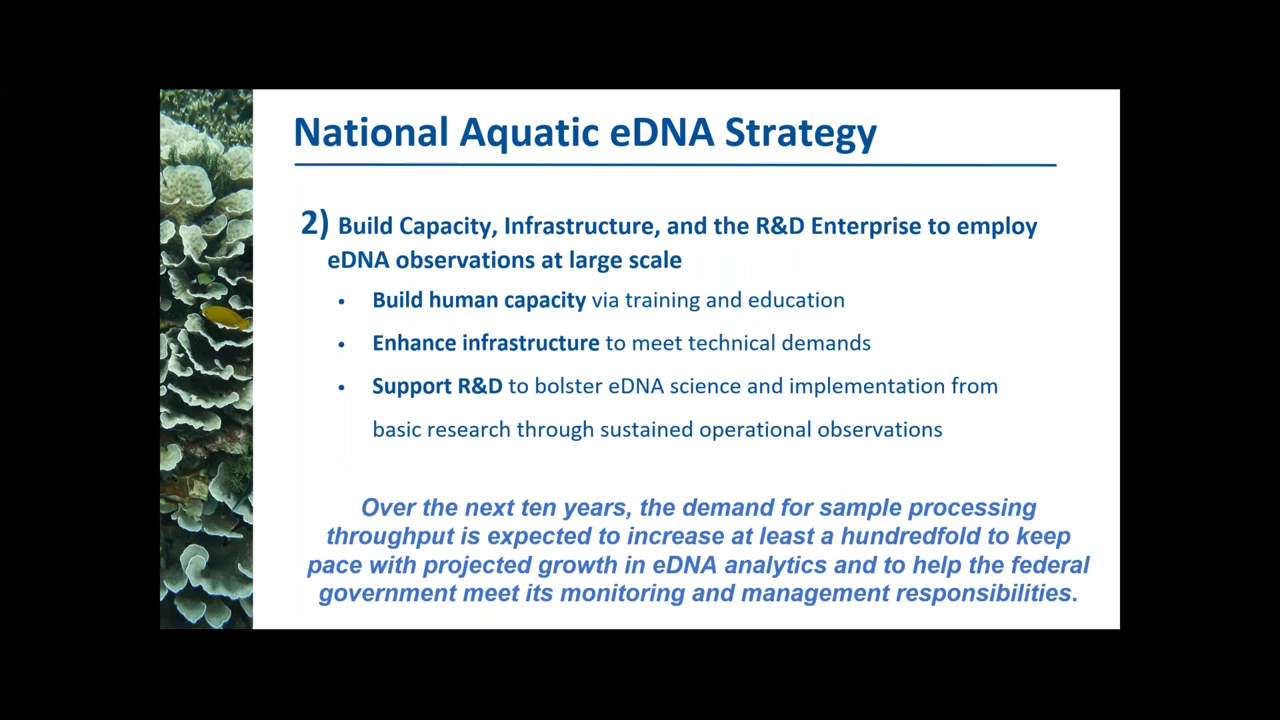 National Aquatic eDNA Strategy
2) Build Capacity, Infrastructure, and the R&D Enterprise to employ
eDNA observations at large scale
• Build human capacity via training and education
• Enhance infrastructure to meet technical demands
• Support R&D to bolster eDNA science and implementation from
basic research through sustained operational observations
Over the next ten years, the demand for sample processing
throughput is expected to increase at least a hundredfold to keep
pace with projected growth in eDNA analytics and to help the federal
government meet its monitoring and management responsibilities.